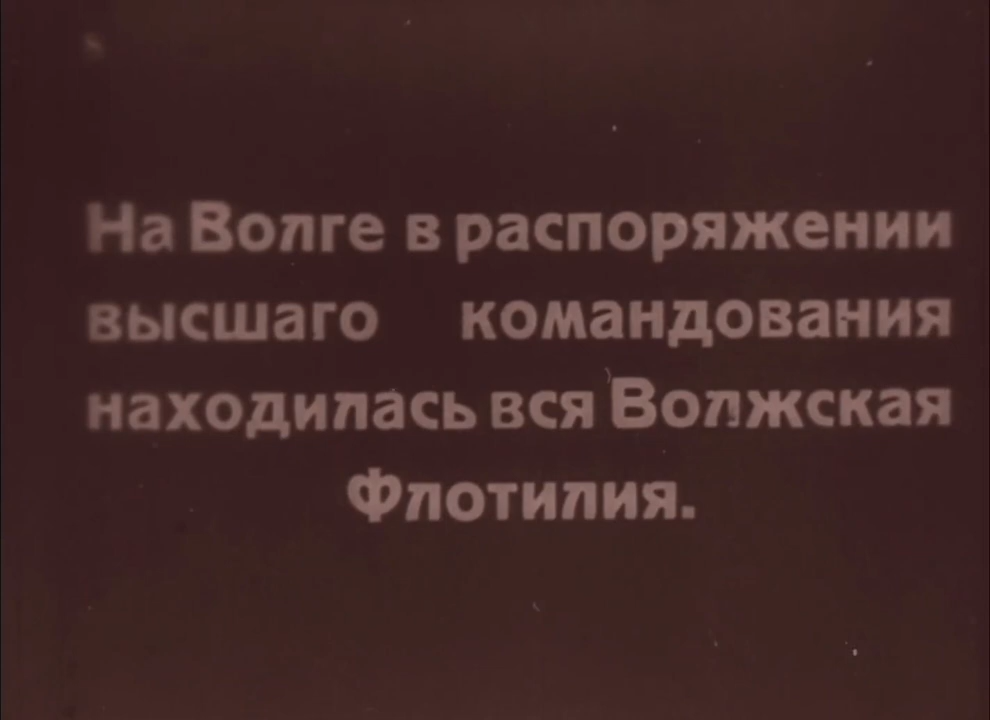 На Волге в распоряжении
высшаго командования
находилась вся Волжская
Флотилия.